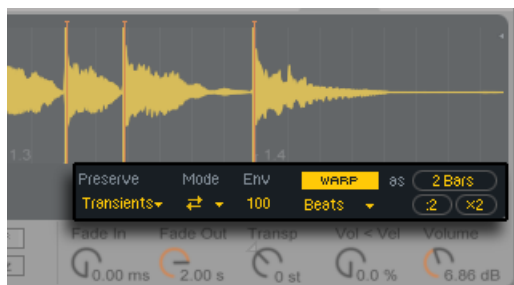 1.3
1.4
Preserve Mode Env WARP as 2 Bars
Transients 100 Beats :2 ×2
Fade In Fade Out Transp Vol < Vel Volume
0.00 ms 2.00 s 0 st 0.0 % 6.86 dB